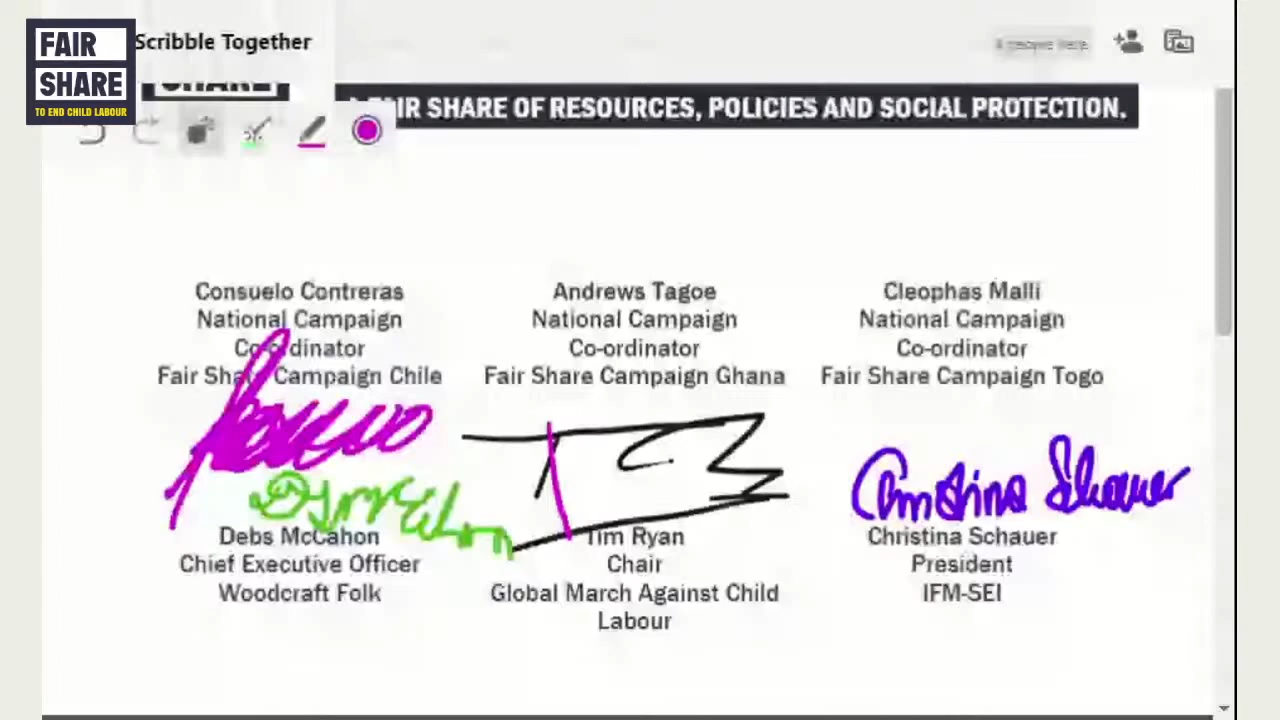 FAIR
SHARE
TO END CHILD LABOUR
Scribble Together
SHARE
FAIR SHARE OF RESOURCES, POLICIES AND SOCIAL PROTECTION.
Consuelo Contreras
National Campaign
Co-ordinator
Fair Share Campaign Chile
Andrews Tagoe
National Campaign
Co-ordinator
Fair Share Campaign Ghana
Cleophas Malli
National Campaign
Co-ordinator
Fair Share Campaign Togo
Debs McCahon
Chief Executive Officer
Woodcraft Folk
Tim Ryan
Chair
Global March Against Child
Labour
Christina Schauer
Christina Schauer
President
IFM-SEI